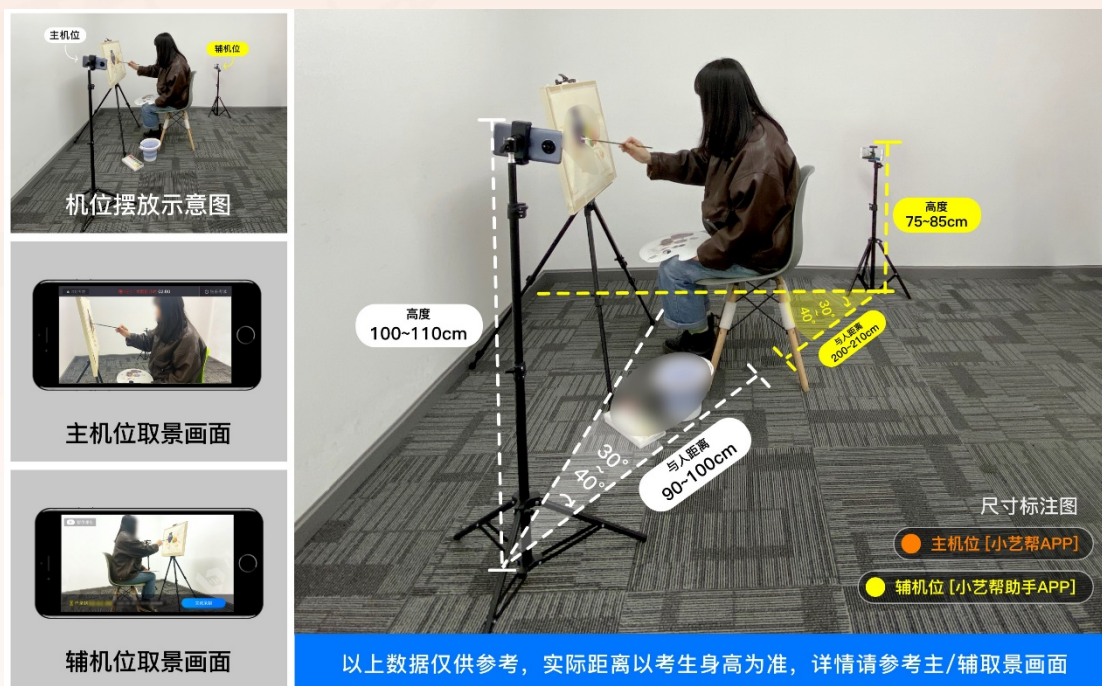 主机位
辅机位
机位摆放示意图
主机位取景画面
辅机位取景画面
高度
100~110cm
高度
75~85cm
30°
~
40°
与人距离
200~210cm
30°
~
40°
与人距离
90~100cm
尺寸标注图
主机位 [小艺帮APP]
辅机位 [小艺帮助手APP]
以上数据仅供参考，实际距离以考生身高为准，详情请参考主/辅取景画面